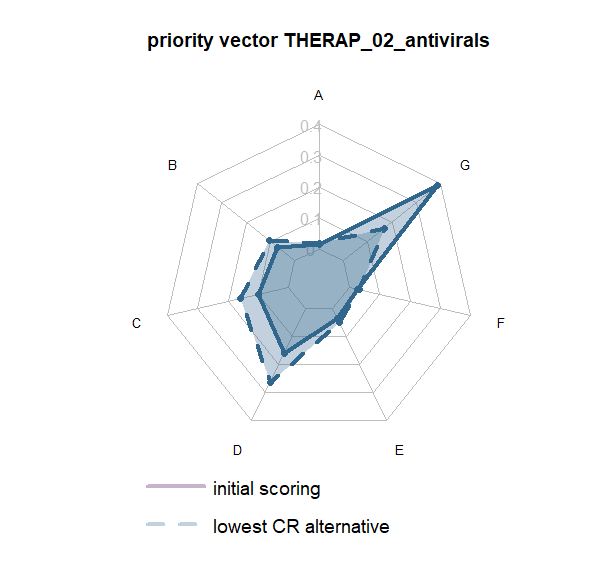 priority vector THERAP_02_antivirals
A
0.4
B
G
0.3
0.2
0.1
0
C
F
D
E
initial scoring
lowest CR alternative